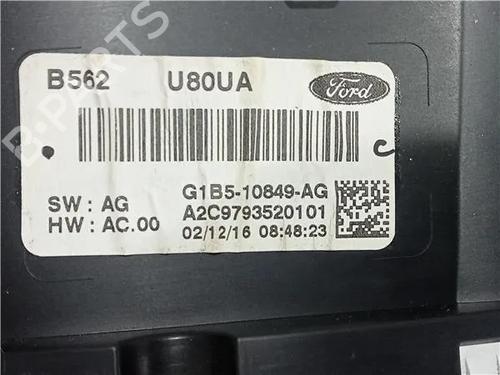 B562 U80UA Ford
SW: AG G1B5-10849-AG
HW: AC.00 A2C9793520101
02/12/16 08:48:23
B-PARTS
c